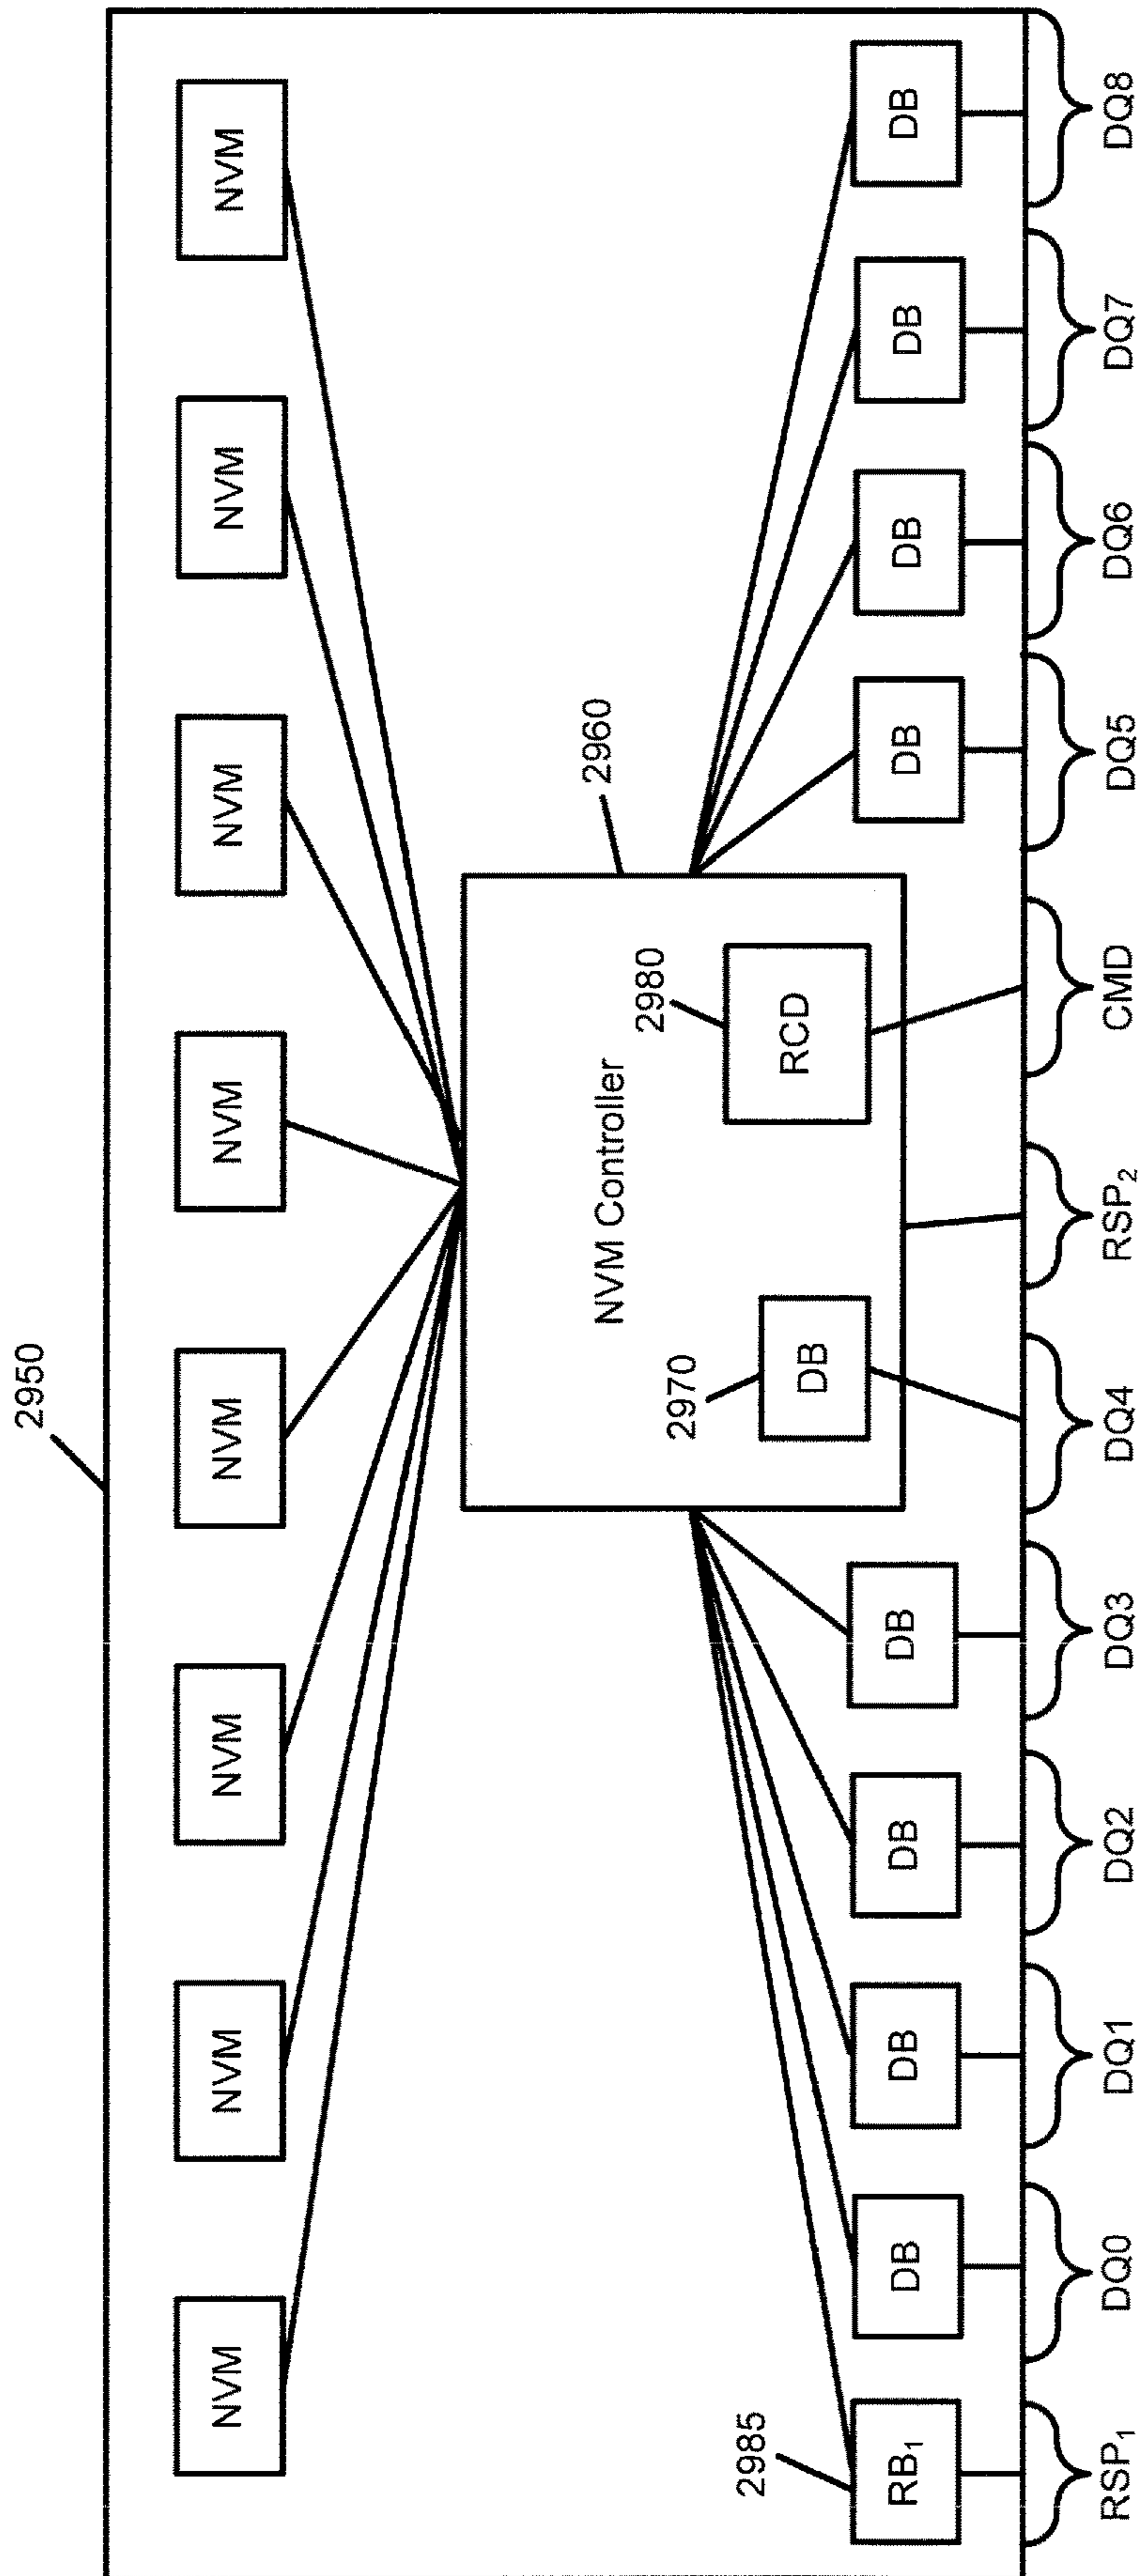 2950
NVM
NVM
NVM
NVM
NVM
NVM
NVM
NVM
2960
NVM Controller
2970
DB
2980
RCD
2985
RB₁
DB
DB
DB
DB
DB
DB
DB
DB
RSP₁
DQ0
DQ1
DQ2
DQ3
DQ4
RSP₂
CMD
DQ5
DQ6
DQ7
DQ8